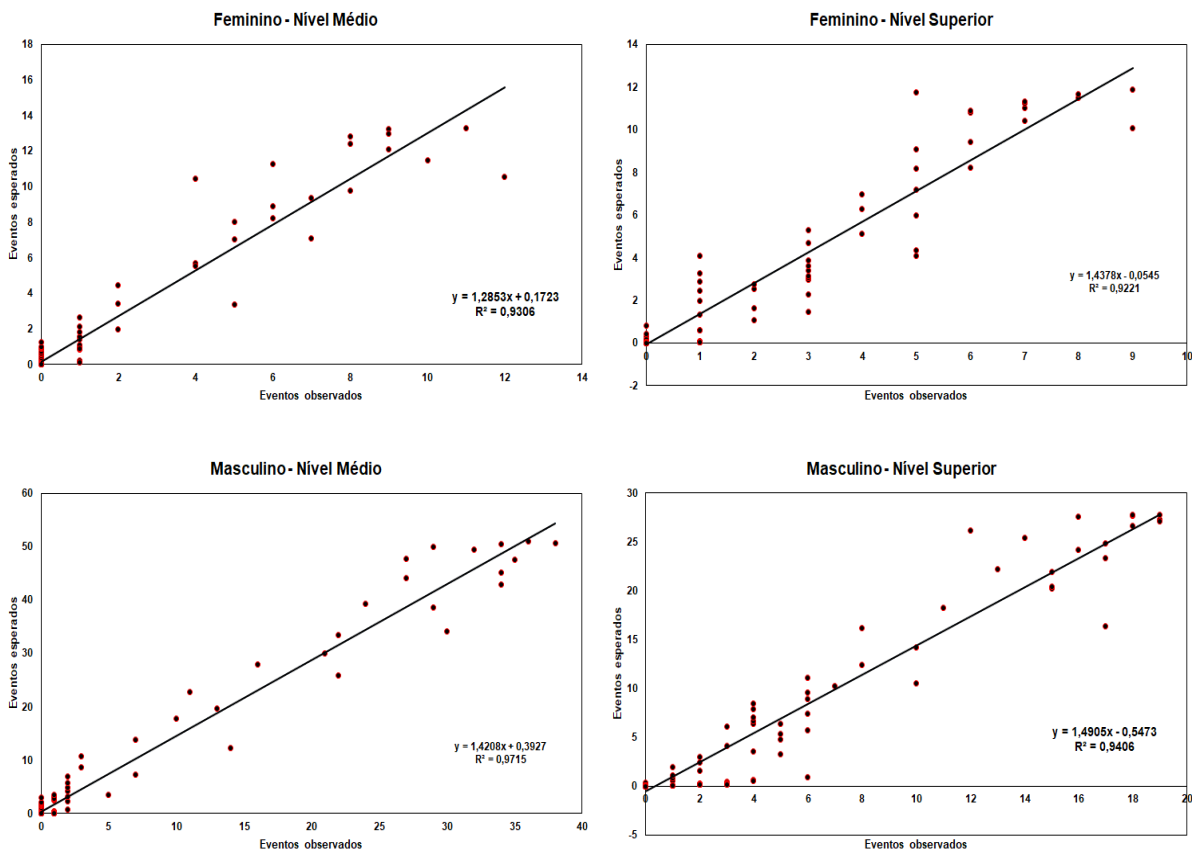 Feminino - Nível Médio
18
16
14
12
10
8
6
4
2
0
0 2 4 6 8 10 12 14
Eventos esperados
Eventos observados
y = 1,2853x + 0,1723
R² = 0,9306
Feminino - Nível Superior
14
12
10
8
6
4
2
0
-2
0 1 2 3 4 5 6 7 8 9 10
Eventos esperados
Eventos observados
y = 1,4378x - 0,0545
R² = 0,9221
Masculino - Nível Médio
60
50
40
30
20
10
0
0 5 10 15 20 25 30 35 40
Eventos esperados
Eventos observados
y = 1,4208x + 0,3927
R² = 0,9715
Masculino - Nível Superior
30
25
20
15
10
5
0
-5
0 2 4 6 8 10 12 14 16 18 20
Eventos esperados
Eventos observados
y = 1,4905x - 0,5473
R² = 0,9406